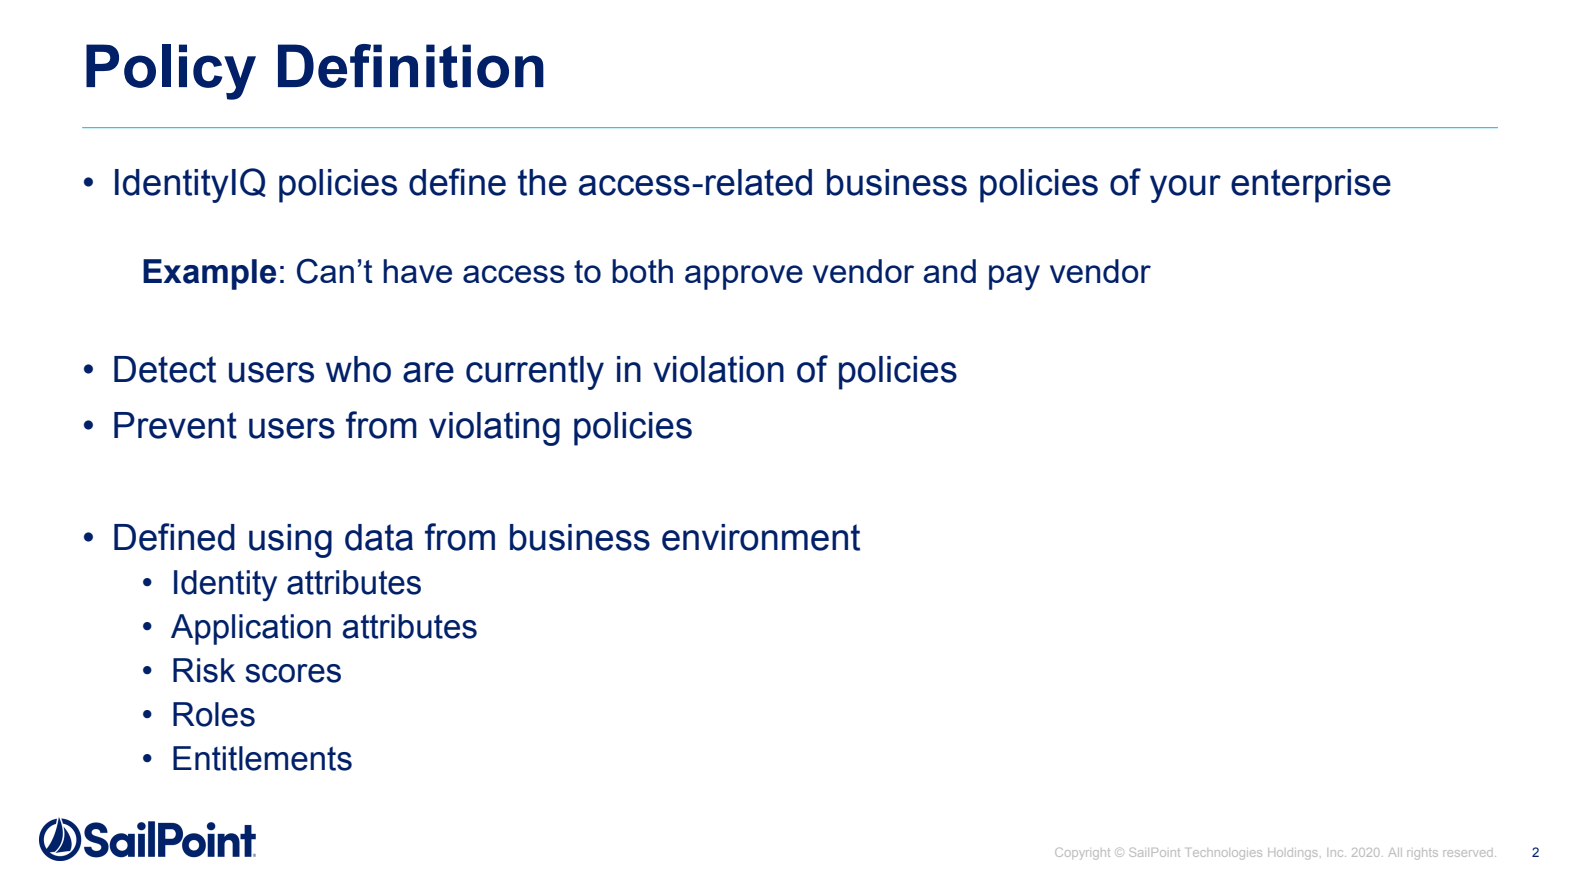 Policy Definition
• IdentityIQ policies define the access-related business policies of your enterprise
Example: Can’t have access to both approve vendor and pay vendor
• Detect users who are currently in violation of policies
• Prevent users from violating policies
• Defined using data from business environment
• Identity attributes
• Application attributes
• Risk scores
• Roles
• Entitlements
SailPoint
Copyright © SailPoint Technologies Holdings, Inc. 2020. All rights reserved. 2